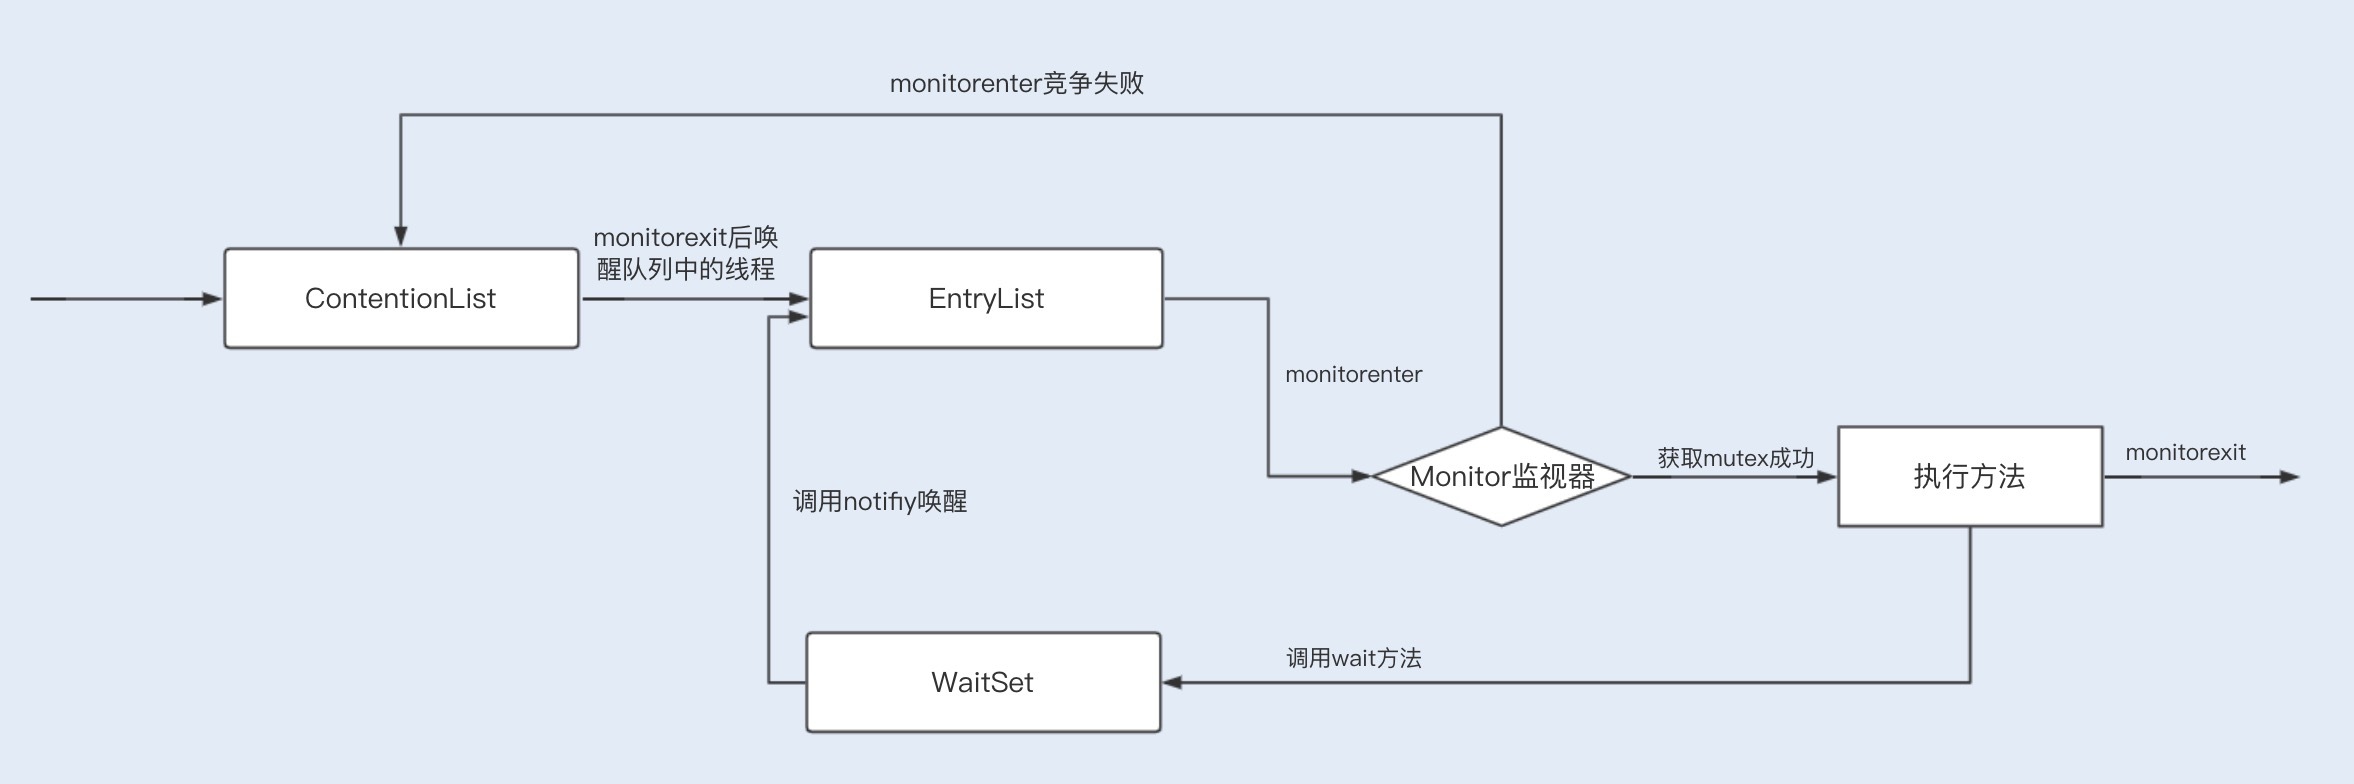 monitorenter竞争失败
monitorexit后唤
醒队列中的线程
ContentionList
EntryList
monitorenter
Monitor监视器
获取mutex成功
执行方法
monitorexit
调用notifiy唤醒
调用wait方法
WaitSet